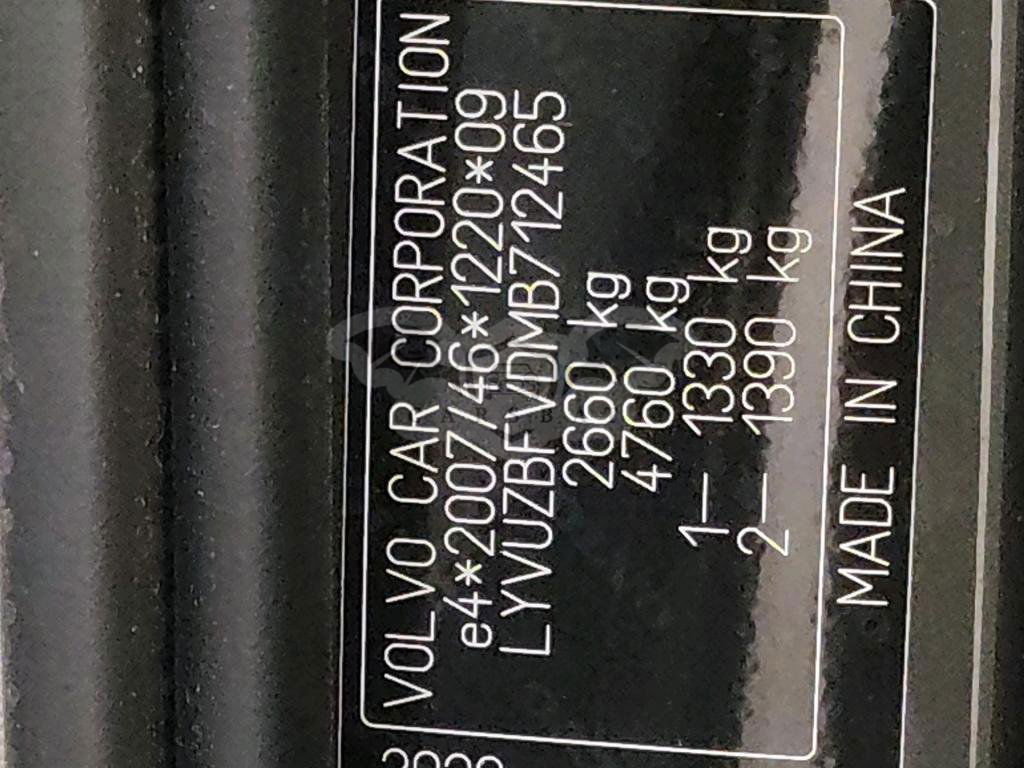 VOLVO CAR CORPORATION
e4*2007/46*1220*09
LYVUZBFVDMB712465
2660 kg
4760 kg
1— 1330 kg
2— 1390 kg
MADE IN CHINA